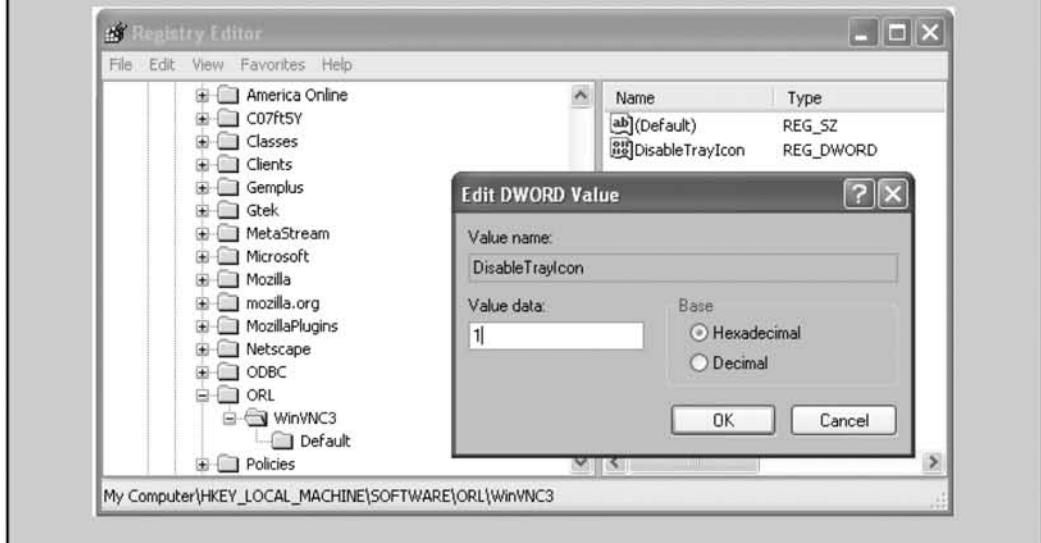 Registry Editor
File Edit View Favorites Help
America Online
C07ft5Y
Classes
Clients
Gemplus
Gtek
MetaStream
Microsoft
Mozilla
mozilla.org
MozillaPlugins
Netscape
ODBC
ORL
WinVNC3
Default
Policies
Name Type
ab (Default) REG_SZ
DisableTrayIcon REG_DWORD
Edit DWORD Value
Value name:
DisableTrayIcon
Value data:
1
Base
Hexadecimal
Decimal
OK Cancel
My Computer\HKEY_LOCAL_MACHINE\SOFTWARE\ORL\WinVNC3